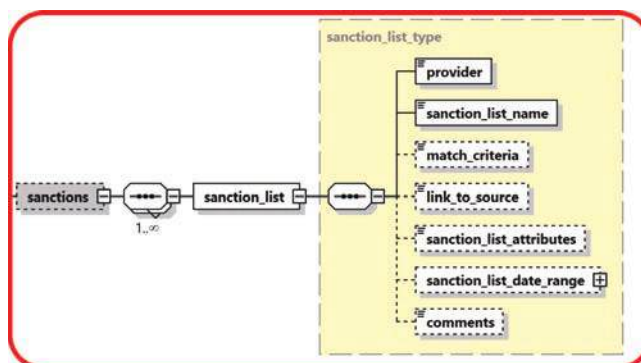 sanction_list_type
provider
sanction_list_name
match_criteria
link_to_source
sanctions
sanction_list
1..∞
sanction_list_attributes
sanction_list_date_range
comments